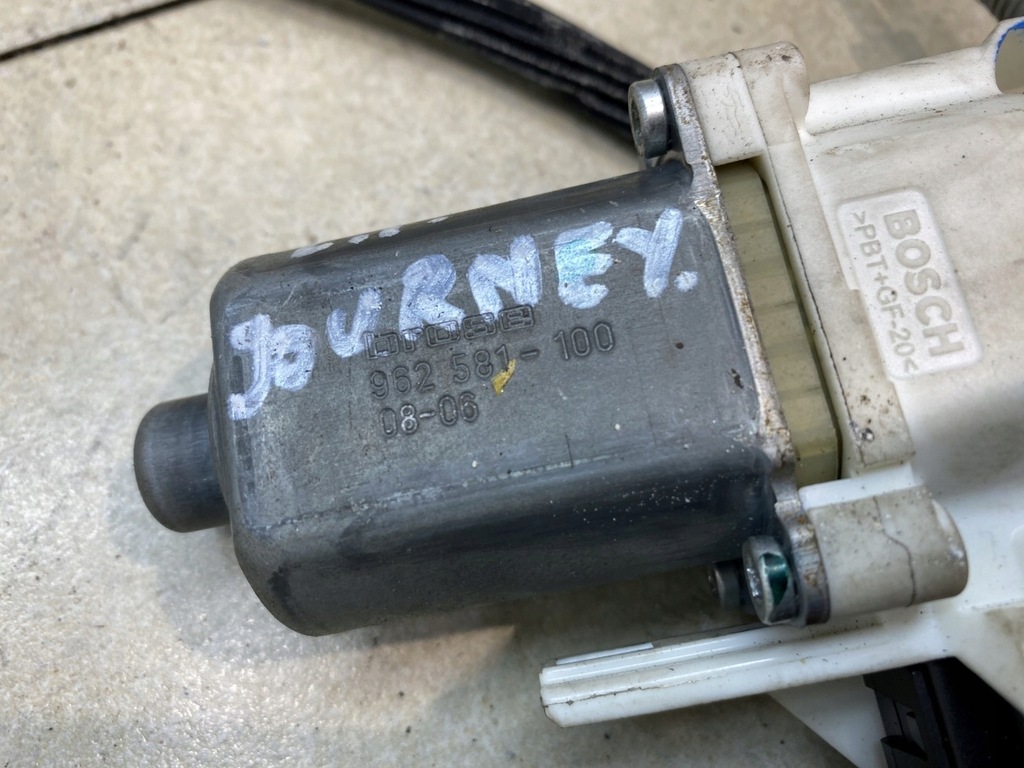 JOURNEY.
brose
962 581-100
08-06
BOSCH
>PBT+GF-20<